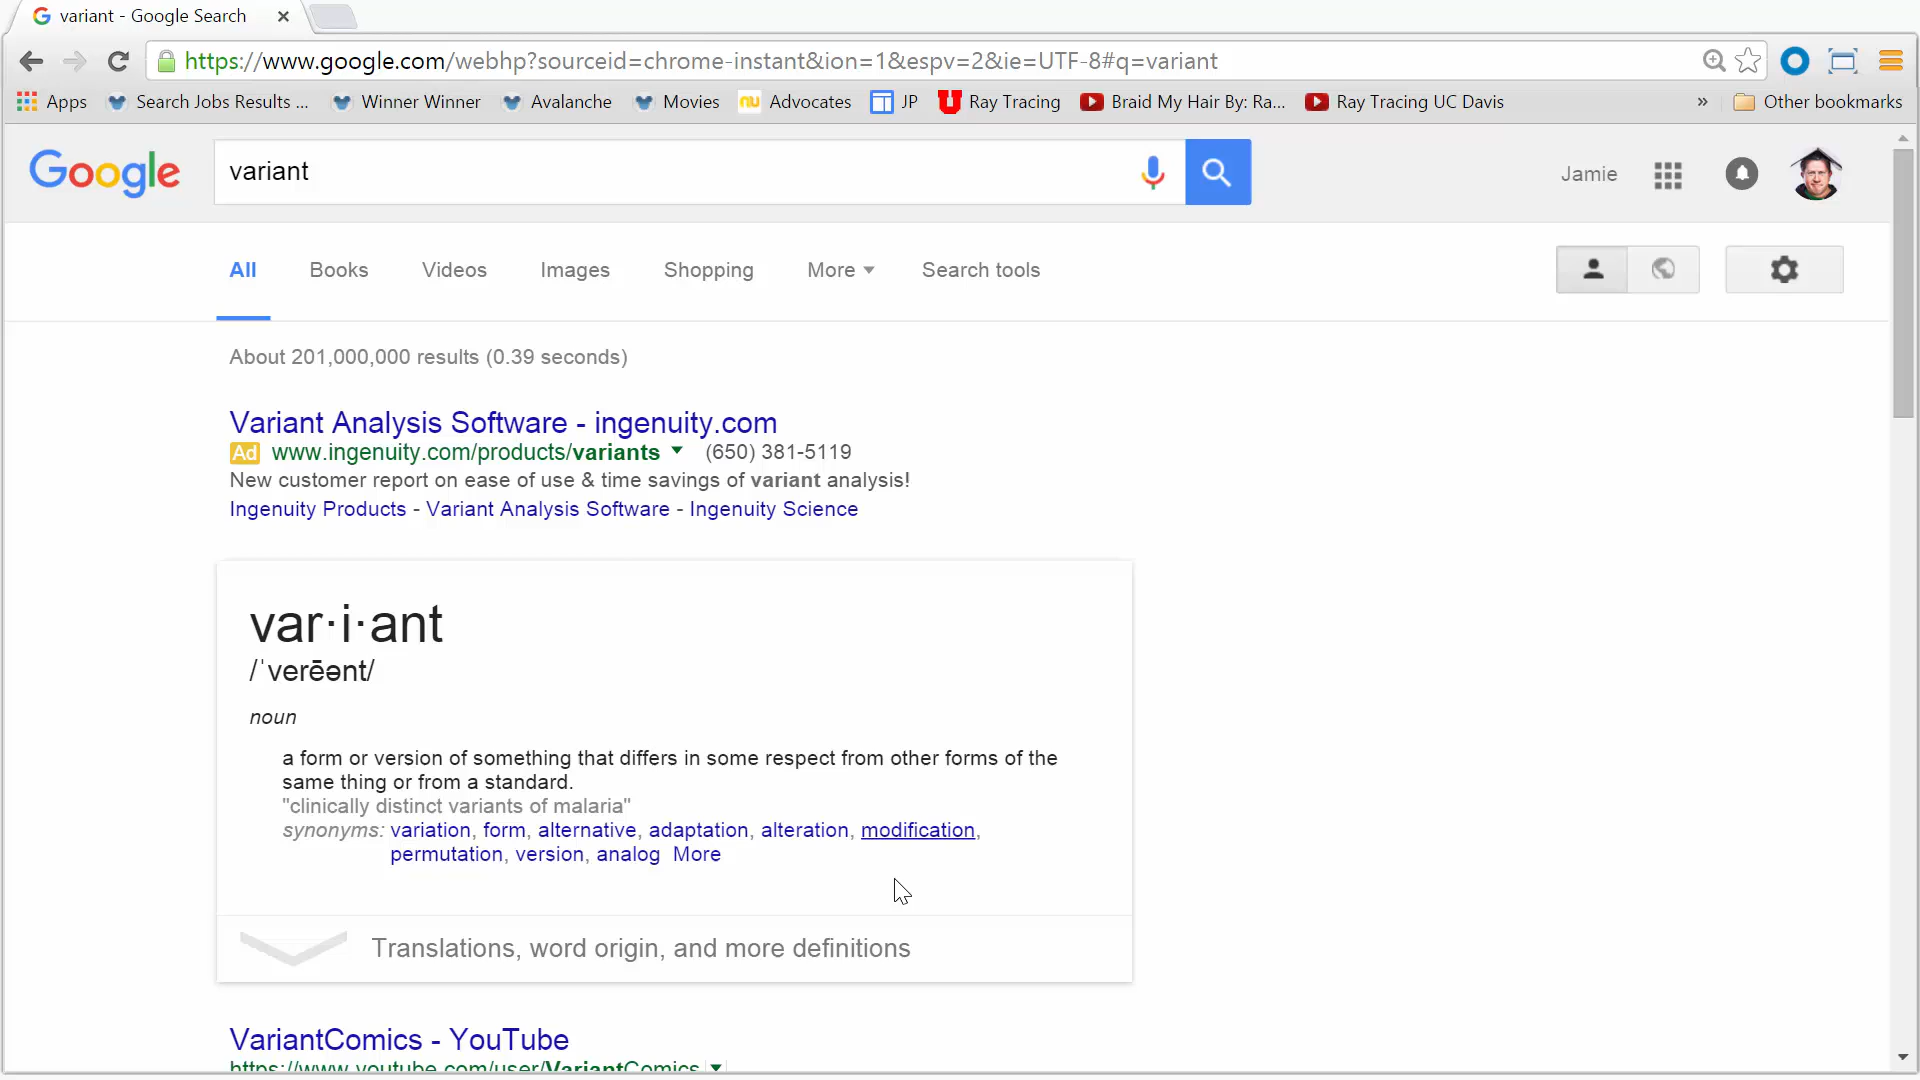 variant - Google Search
https://www.google.com/webhp?sourceid=chrome-instant&ion=1&espv=2&ie=UTF-8#q=variant
Apps Search Jobs Results ... Winner Winner Avalanche Movies nu Advocates JP Ray Tracing Braid My Hair By: Ra... Ray Tracing UC Davis » Other bookmarks
Google variant Jamie
All Books Videos Images Shopping More Search tools
About 201,000,000 results (0.39 seconds)
Variant Analysis Software - ingenuity.com
Ad www.ingenuity.com/products/variants (650) 381-5119
New customer report on ease of use & time savings of variant analysis!
Ingenuity Products - Variant Analysis Software - Ingenuity Science
var·i·ant
/ˈverēənt/
noun
a form or version of something that differs in some respect from other forms of the
same thing or from a standard.
"clinically distinct variants of malaria"
synonyms: variation, form, alternative, adaptation, alteration, modification,
permutation, version, analog More
Translations, word origin, and more definitions
VariantComics - YouTube
https://www.youtube.com/user/VariantComics